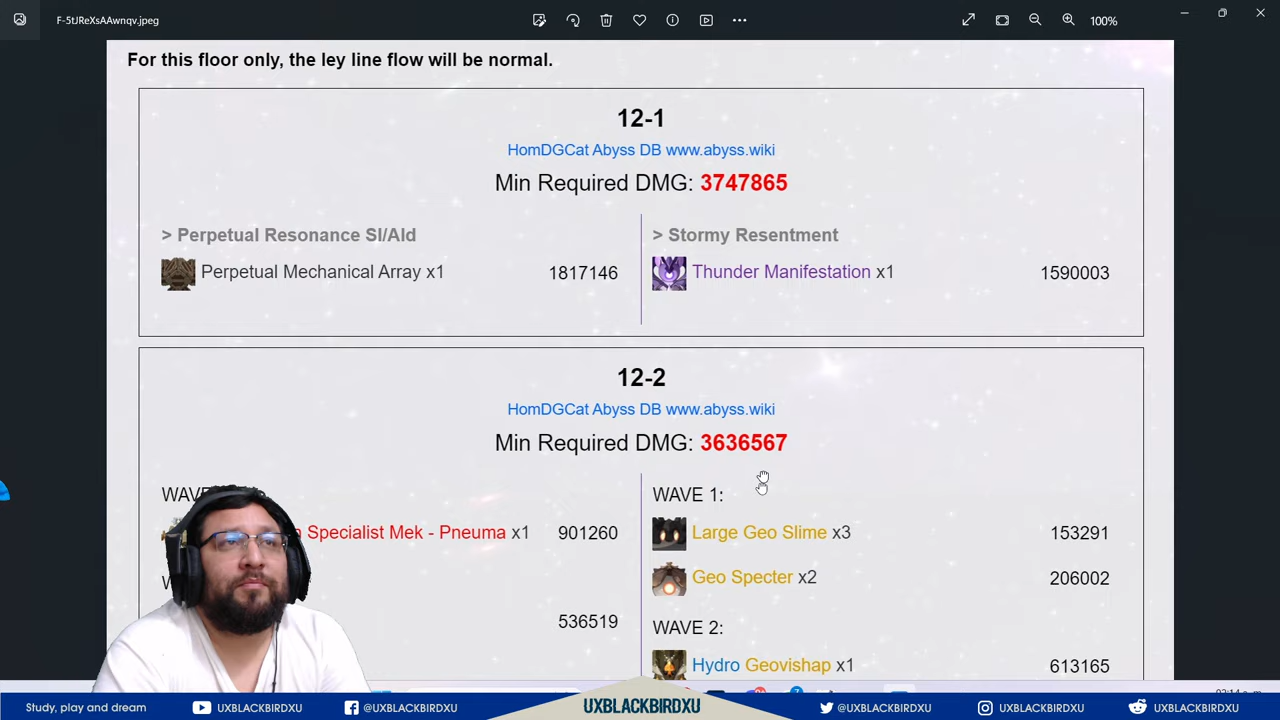 F-5tJReXsAAwnqv.jpeg
100%
For this floor only, the ley line flow will be normal.
12-1
HomDGCat Abyss DB www.abyss.wiki
Min Required DMG: 3747865
> Perpetual Resonance SI/Ald
Perpetual Mechanical Array x1 1817146
> Stormy Resentment
Thunder Manifestation x1 1590003
12-2
HomDGCat Abyss DB www.abyss.wiki
Min Required DMG: 3636567
Specialist Mek - Pneuma x1 901260
536519
WAVE 1:
Large Geo Slime x3 153291
Geo Specter x2 206002
WAVE 2:
Hydro Geovishap x1 613165
Study, play and dream
UXBLACKBIRDXU
@UXBLACKBIRDXU
UXBLACKBIRDXU
@UXBLACKBIRDXU
UXBLACKBIRDXU
UXBLACKBIRDXU